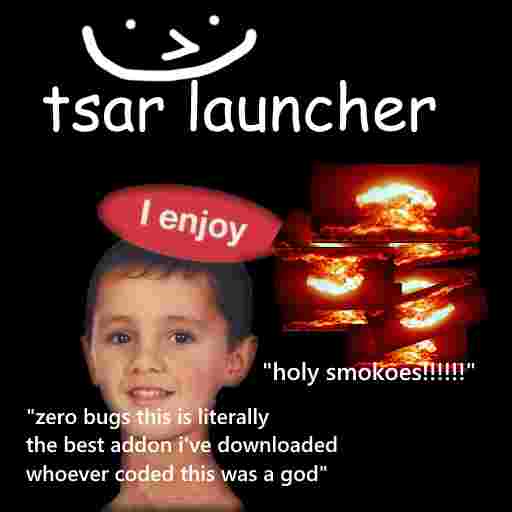 tsar launcher
I enjoy
"holy smokoes!!!!!!"
"zero bugs this is literally
the best addon i've downloaded
whoever coded this was a god"